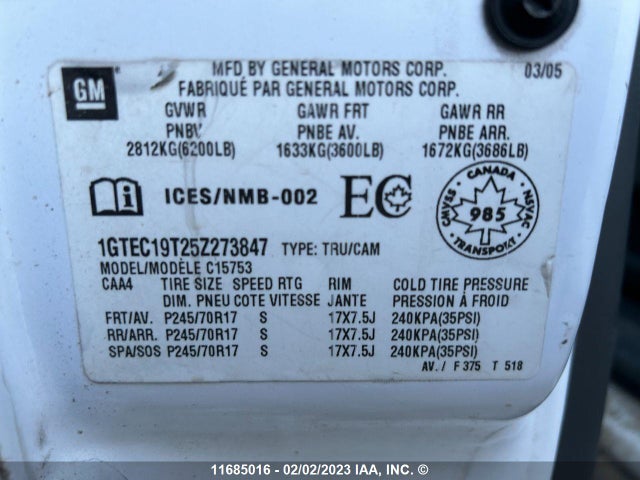 GM
MFD BY GENERAL MOTORS CORP. 03/05
FABRIQUÉ PAR GENERAL MOTORS CORP.
GVWR GAWR FRT GAWR RR
PNBV PNBE AV. PNBE ARR.
2812KG(6200LB) 1633KG(3600LB) 1672KG(3686LB)
ICES/NMB-002 EC
CANADA
CMVSS 985 NSVAC
TRANSPORT
1GTEC19T25Z273847 TYPE: TRU/CAM
MODEL/MODÈLE C15753
CAA4 TIRE SIZE SPEED RTG RIM COLD TIRE PRESSURE
DIM. PNEU COTE VITESSE JANTE PRESSION À FROID
FRT/AV. P245/70R17 S 17X7.5J 240KPA(35PSI)
RR/ARR. P245/70R17 S 17X7.5J 240KPA(35PSI)
SPA/SOS P245/70R17 S 17X7.5J 240KPA(35PSI)
AV. / F 375 T 518
11685016 - 02/02/2023 IAA, INC. ©